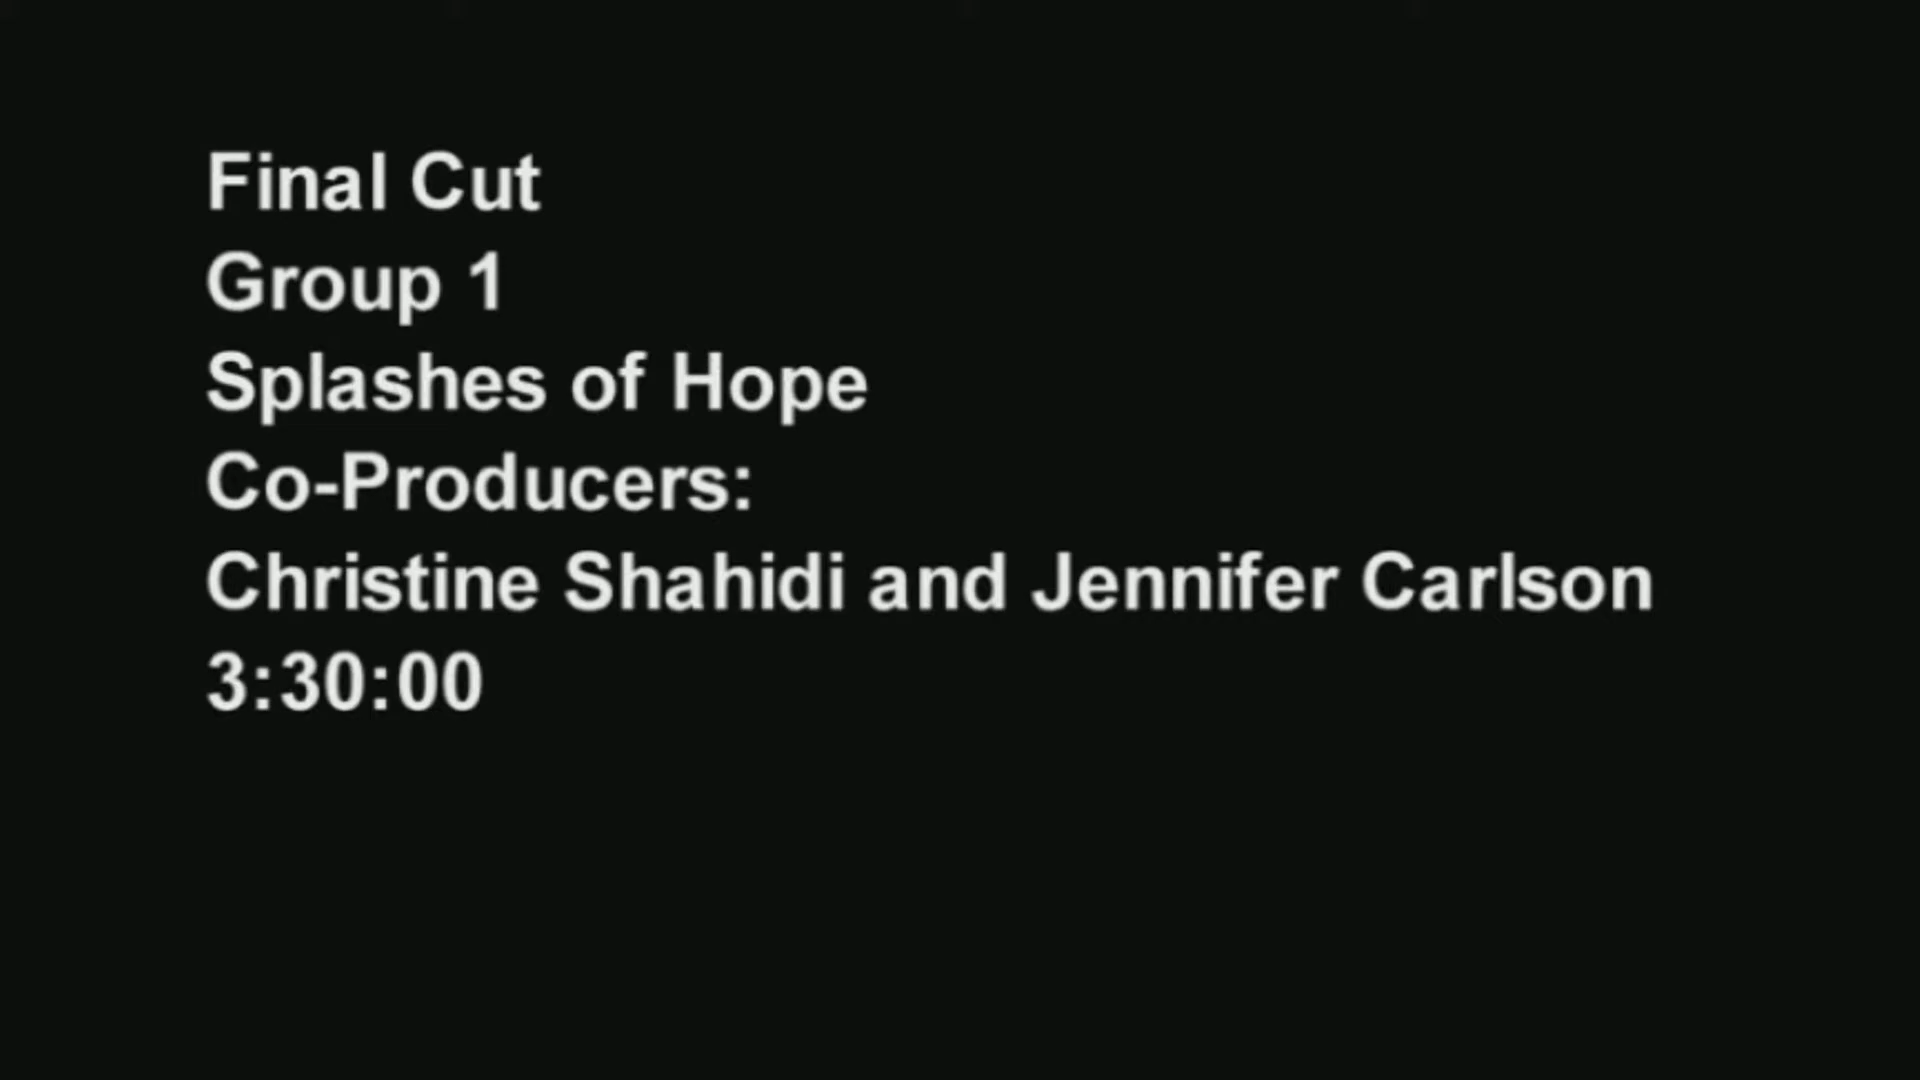 Final Cut
Group 1
Splashes of Hope
Co-Producers:
Christine Shahidi and Jennifer Carlson
3:30:00